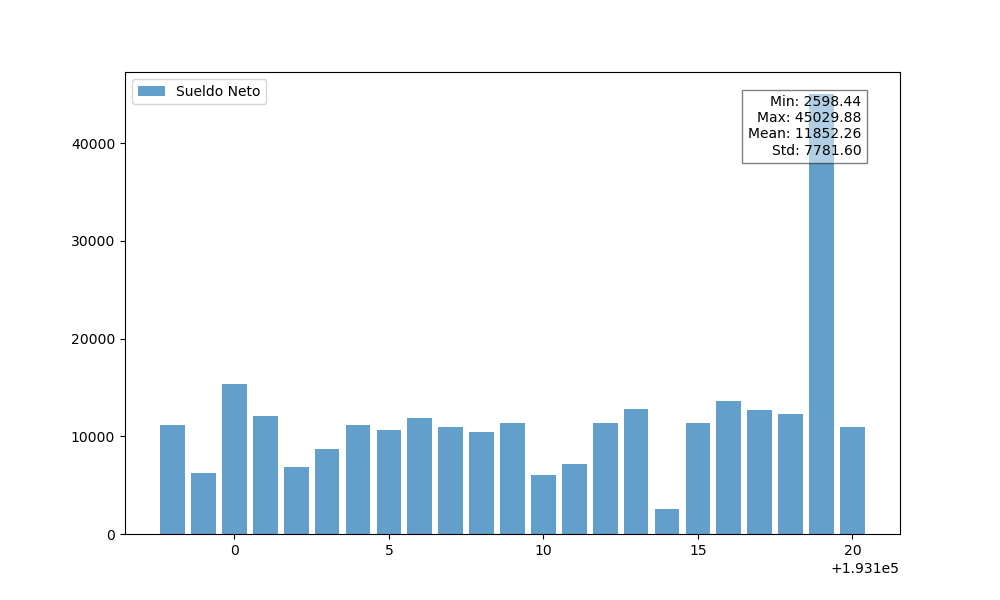 Sueldo Neto
Min: 2598.44
Max: 45029.88
Mean: 11852.26
Std: 7781.60
40000
30000
20000
10000
0
0 5 10 15 20
+1.931e5